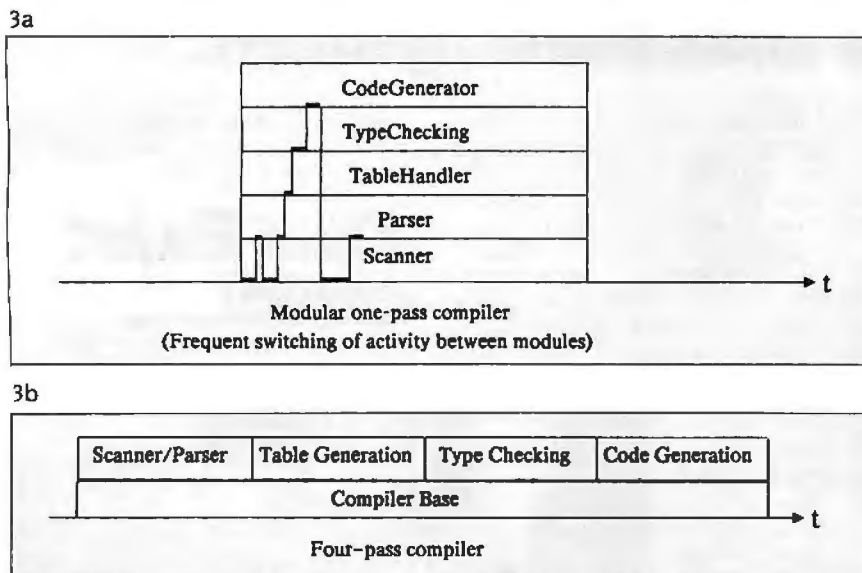 3a
CodeGenerator
TypeChecking
TableHandler
Parser
Scanner
t
Modular one-pass compiler
(Frequent switching of activity between modules)
3b
Scanner/Parser Table Generation Type Checking Code Generation
Compiler Base
t
Four-pass compiler